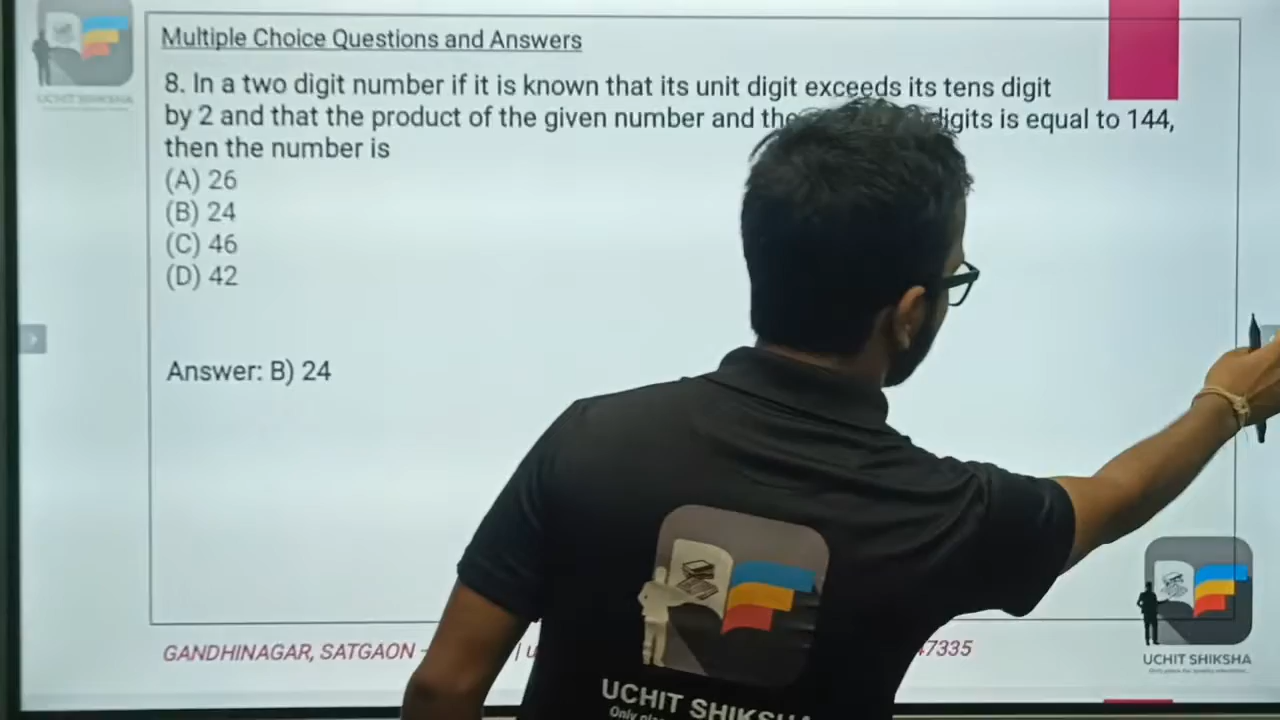 Multiple Choice Questions and Answers
8. In a two digit number if it is known that its unit digit exceeds its tens digit
by 2 and that the product of the given number and the digits is equal to 144,
then the number is
(A) 26
(B) 24
(C) 46
(D) 42
Answer: B) 24
GANDHINAGAR, SATGAON - | u 47335
UCHIT SHIKSHA
UCHIT SHIKSHA
UCHIT SHIKSHA
Only